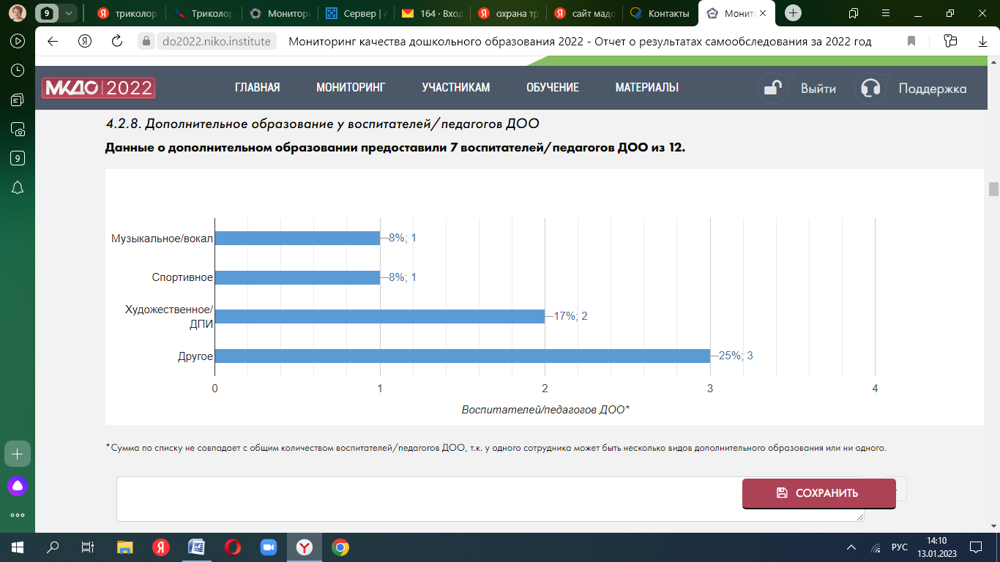 9
триколор
Триколор
Монитори
Сервер | А
164 · Вход
охрана тр
сайт мадо
Контакты
Монито
do2022.niko.institute
Мониторинг качества дошкольного образования 2022 - Отчет о результатах самообследования за 2022 год
МКДО 2022
ГЛАВНАЯ
МОНИТОРИНГ
УЧАСТНИКАМ
ОБУЧЕНИЕ
МАТЕРИАЛЫ
Выйти
Поддержка
9
4.2.8. Дополнительное образование у воспитателей/педагогов ДОО
Данные о дополнительном образовании предоставили 7 воспитателей/педагогов ДОО из 12.
Музыкальное/вокал
8%; 1
Спортивное
8%; 1
Художественное/
ДПИ
17%; 2
Другое
25%; 3
0 1 2 3 4
Воспитателей/педагогов ДОО*
*Сумма по списку не совпадает с общим количеством воспитателей/педагогов ДОО, т.к. у одного сотрудника может быть несколько видов дополнительного образования или ни одного.
СОХРАНИТЬ
РУС
14:10
13.01.2023